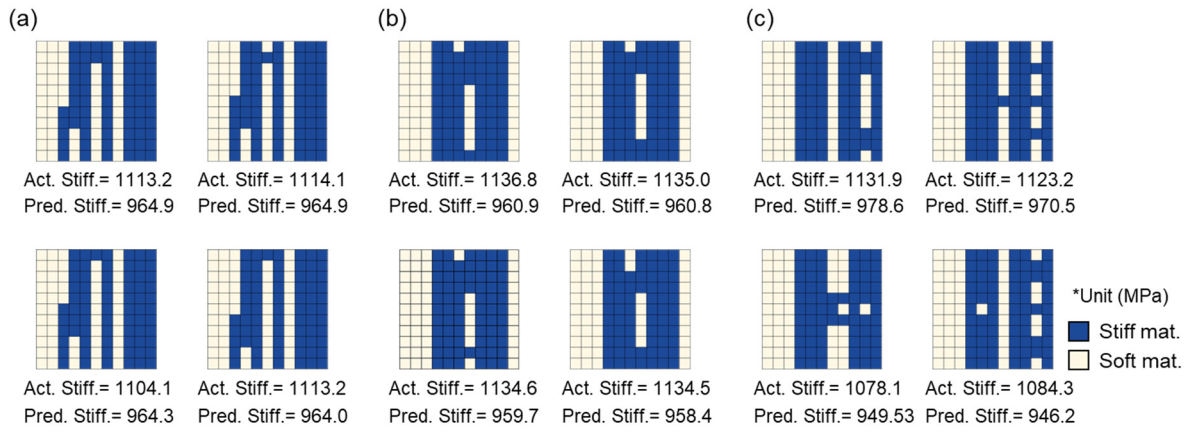 (a) (b) (c)
Act. Stiff.= 1113.2 Act. Stiff.= 1114.1 Act. Stiff.= 1136.8 Act. Stiff.= 1135.0 Act. Stiff.= 1131.9 Act. Stiff.= 1123.2
Pred. Stiff.= 964.9 Pred. Stiff.= 964.9 Pred. Stiff.= 960.9 Pred. Stiff.= 960.8 Pred. Stiff.= 978.6 Pred. Stiff.= 970.5
*Unit (MPa)
Stiff mat.
Soft mat.
Act. Stiff.= 1104.1 Act. Stiff.= 1113.2 Act. Stiff.= 1134.6 Act. Stiff.= 1134.5 Act. Stiff.= 1078.1 Act. Stiff.= 1084.3
Pred. Stiff.= 964.3 Pred. Stiff.= 964.0 Pred. Stiff.= 959.7 Pred. Stiff.= 958.4 Pred. Stiff.= 949.53 Pred. Stiff.= 946.2